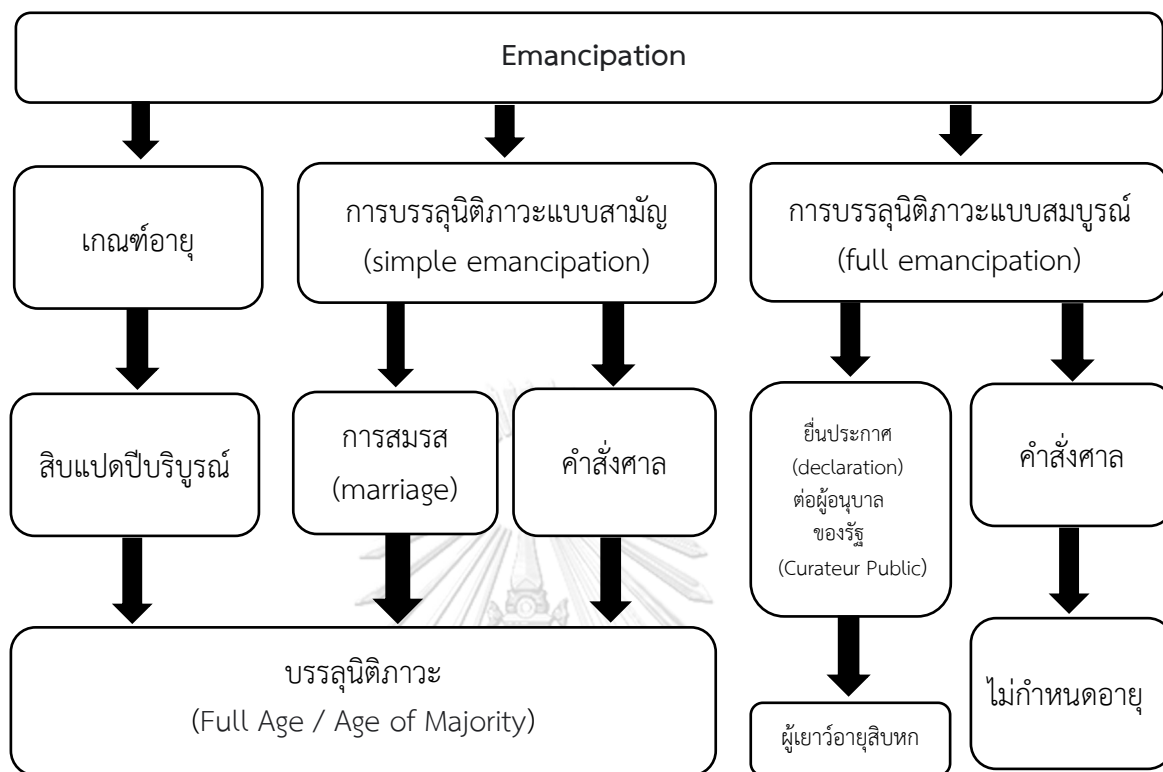 Emancipation
เกณฑ์อายุ
การบรรลุนิติภาวะแบบสามัญ
(simple emancipation)
การบรรลุนิติภาวะแบบสมบูรณ์
(full emancipation)
สิบแปดปีบริบูรณ์
การสมรส
(marriage)
คำสั่งศาล
ยื่นประกาศ
(declaration)
ต่อผู้อนุบาล
ของรัฐ
(Curateur Public)
คำสั่งศาล
บรรลุนิติภาวะ
(Full Age / Age of Majority)
ผู้เยาว์อายุสิบหก
ไม่กำหนดอายุ